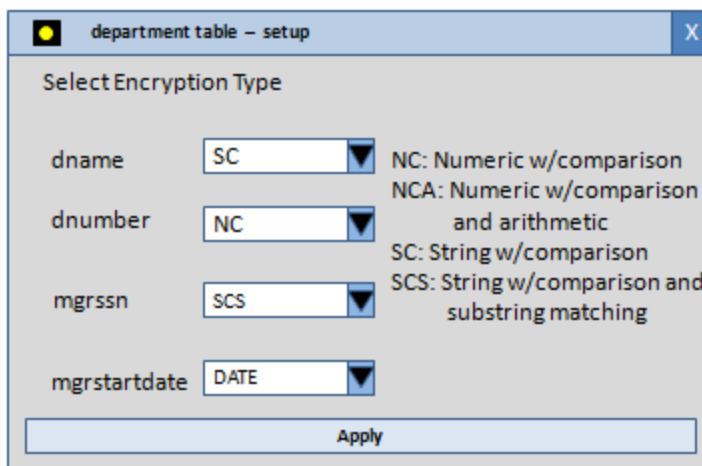 department table – setup
X
Select Encryption Type
dname
SC
NC: Numeric w/comparison
NCA: Numeric w/comparison
and arithmetic
dnumber
NC
SC: String w/comparison
SCS: String w/comparison and
substring matching
mgrssn
SCS
mgrstartdate
DATE
Apply